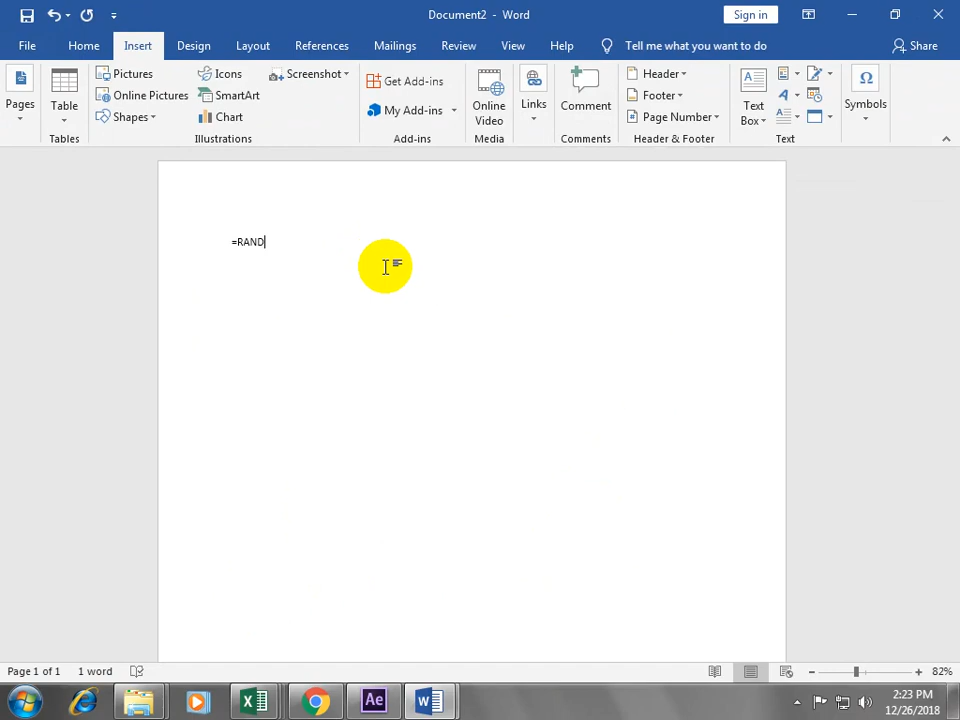 Document2 - Word
Sign in
File Home Insert Design Layout References Mailings Review View Help Tell me what you want to do Share
Pages
Table
Tables
Pictures
Online Pictures
Shapes
Icons
SmartArt
Chart
Screenshot
Illustrations
Get Add-ins
My Add-ins
Add-ins
Online
Video
Media
Links
Comment
Comments
Header
Footer
Page Number
Header & Footer
Text
Box
A
Text
Ω
Symbols
=RAND
Page 1 of 1 1 word 82%
Ae
2:23 PM
12/26/2018